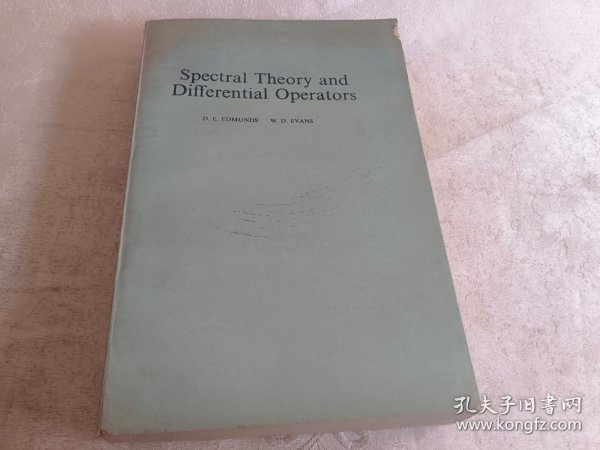 Spectral Theory and
Differential Operators
D. E. EDMUNDS W. D. EVANS
孔夫子旧书网
www.kongfz.com